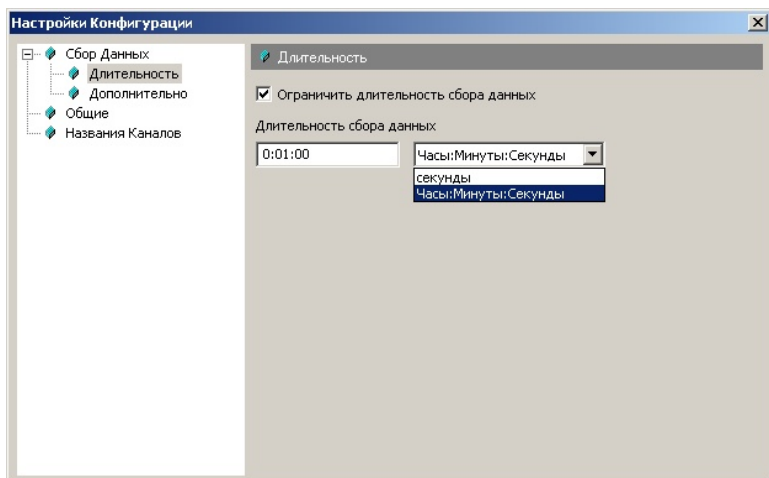 Настройки Конфигурации
Сбор Данных
Длительность
Дополнительно
Общие
Названия Каналов
Длительность
Ограничить длительность сбора данных
Длительность сбора данных
0:01:00
Часы:Минуты:Секунды
секунды
Часы:Минуты:Секунды